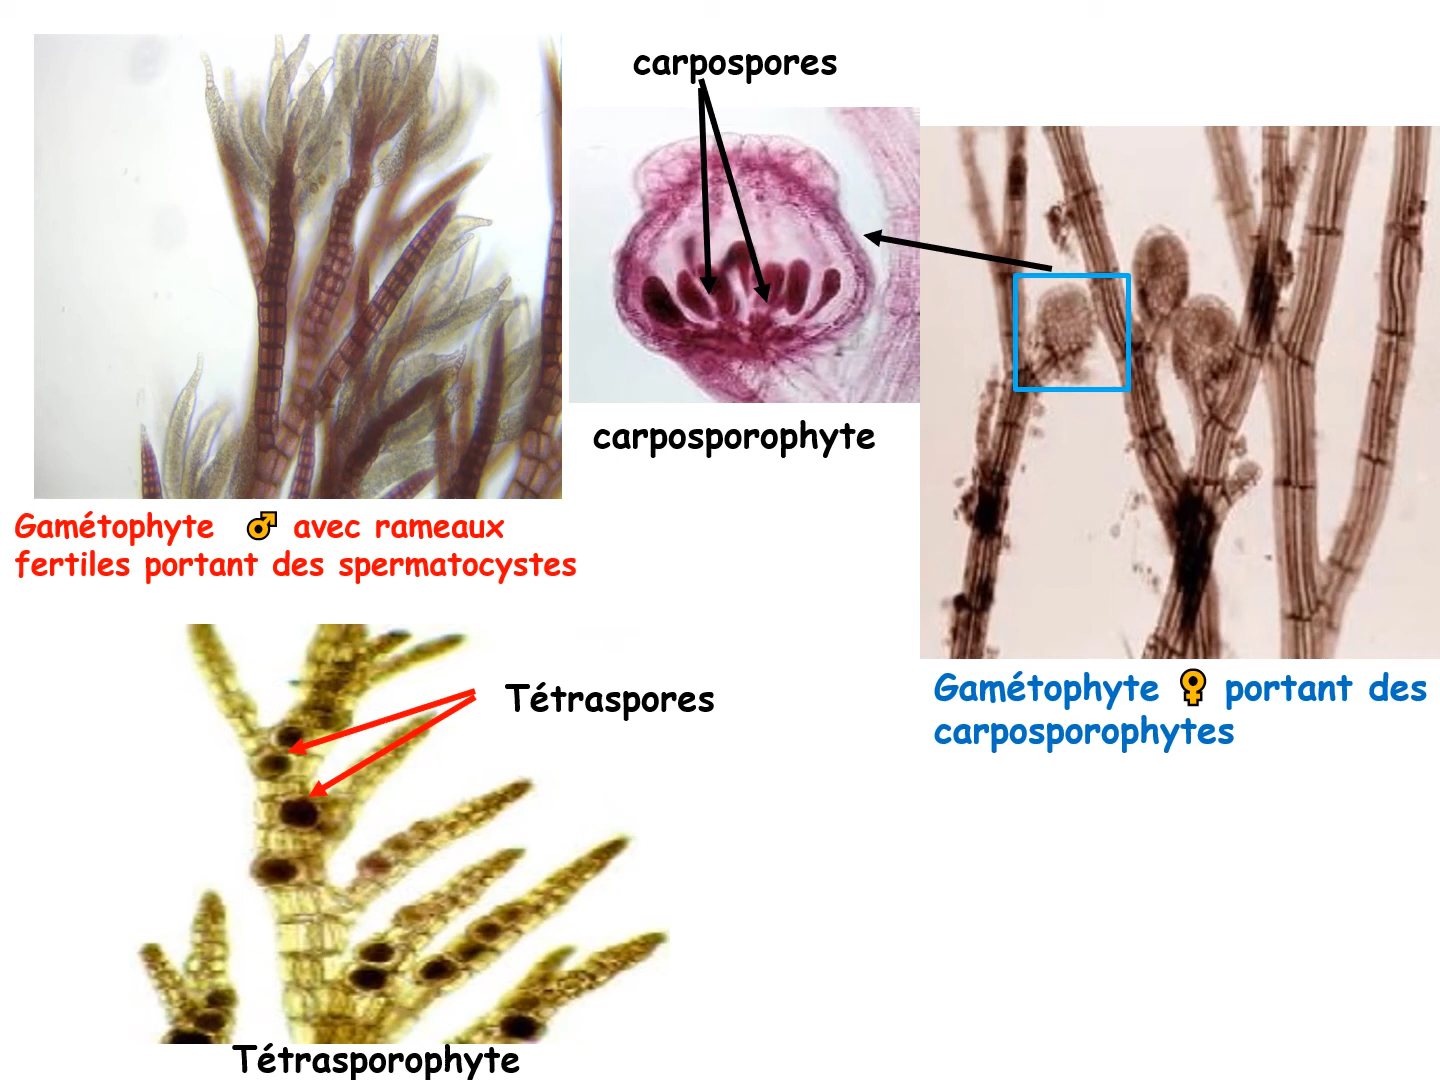 carpospores
carposporophyte
Gamétophyte ♂ avec rameaux
fertiles portant des spermatocystes
Gamétophyte ♀ portant des
carposporophytes
Tétraspores
Tétrasporophyte